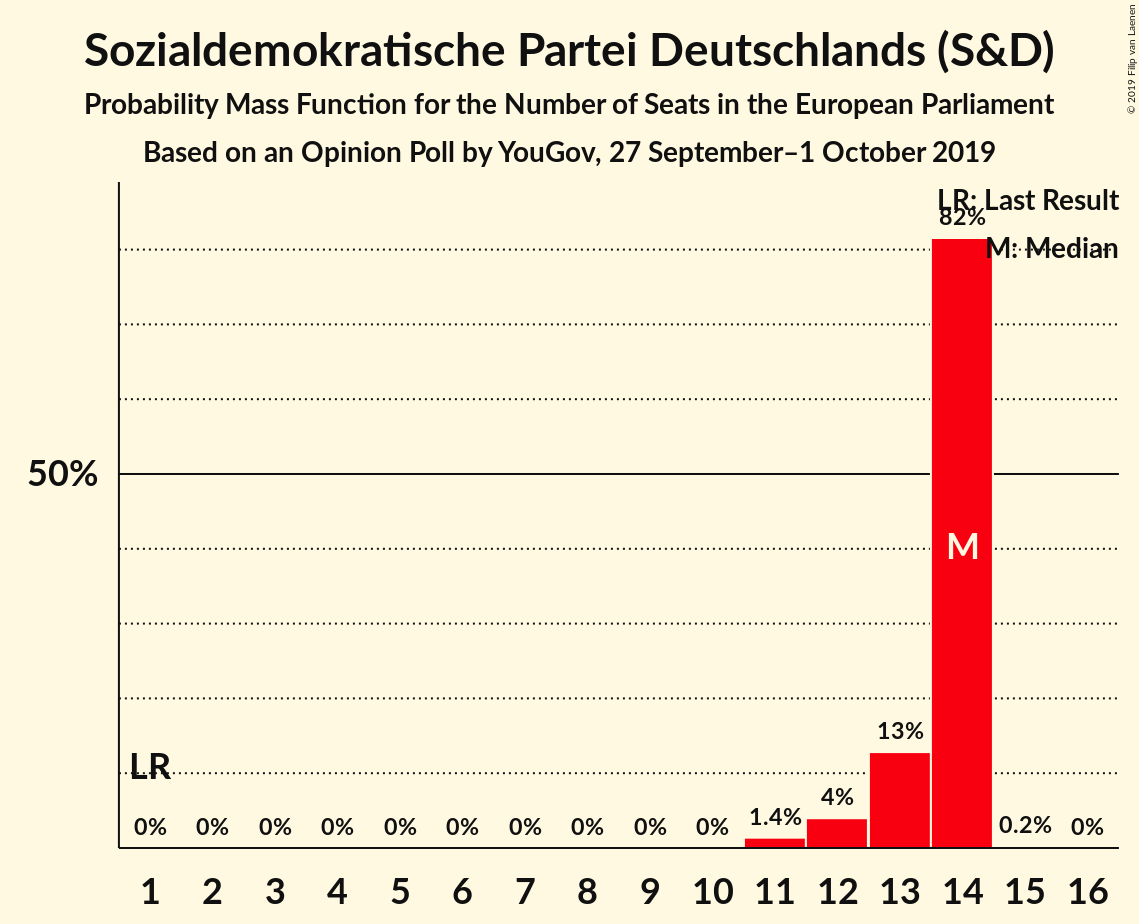 Sozialdemokratische Partei Deutschlands (S&D)
Probability Mass Function for the Number of Seats in the European Parliament
Based on an Opinion Poll by YouGov, 27 September–1 October 2019
© 2019 Filip van Laenen
LR: Last Result
M: Median
82%
50%
M
13%
LR
4%
1.4%
0% 0% 0% 0% 0% 0% 0% 0% 0% 0% 0.2% 0%
1 2 3 4 5 6 7 8 9 10 11 12 13 14 15 16